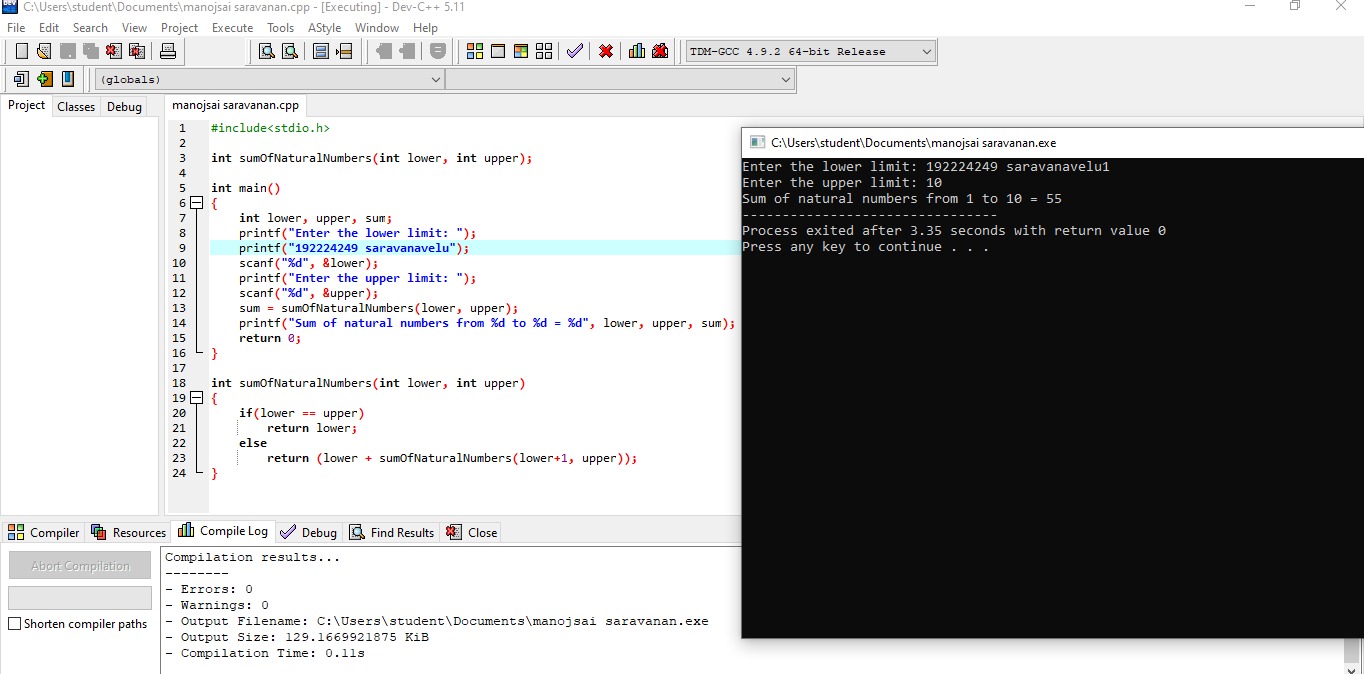 C:\Users\student\Documents\manojsai saravanan.cpp - [Executing] - Dev-C++ 5.11
File Edit Search View Project Execute Tools AStyle Window Help
TDM-GCC 4.9.2 64-bit Release
(globals)
Project Classes Debug
manojsai saravanan.cpp
1 #include<stdio.h>
2
3 int sumOfNaturalNumbers(int lower, int upper);
4
5 int main()
6 {
7 int lower, upper, sum;
8 printf("Enter the lower limit: ");
9 printf("192224249 saravanavelu");
10 scanf("%d", &lower);
11 printf("Enter the upper limit: ");
12 scanf("%d", &upper);
13 sum = sumOfNaturalNumbers(lower, upper);
14 printf("Sum of natural numbers from %d to %d = %d", lower, upper, sum);
15 return 0;
16 }
17
18 int sumOfNaturalNumbers(int lower, int upper)
19 {
20 if(lower == upper)
21 return lower;
22 else
23 return (lower + sumOfNaturalNumbers(lower+1, upper));
24 }
C:\Users\student\Documents\manojsai saravanan.exe
Enter the lower limit: 192224249 saravanavelu1
Enter the upper limit: 10
Sum of natural numbers from 1 to 10 = 55
--------------------------------
Process exited after 3.35 seconds with return value 0
Press any key to continue . . .
Compiler Resources Compile Log Debug Find Results Close
Abort Compilation
Shorten compiler paths
Compilation results...
--------
- Errors: 0
- Warnings: 0
- Output Filename: C:\Users\student\Documents\manojsai saravanan.exe
- Output Size: 129.1669921875 KiB
- Compilation Time: 0.11s